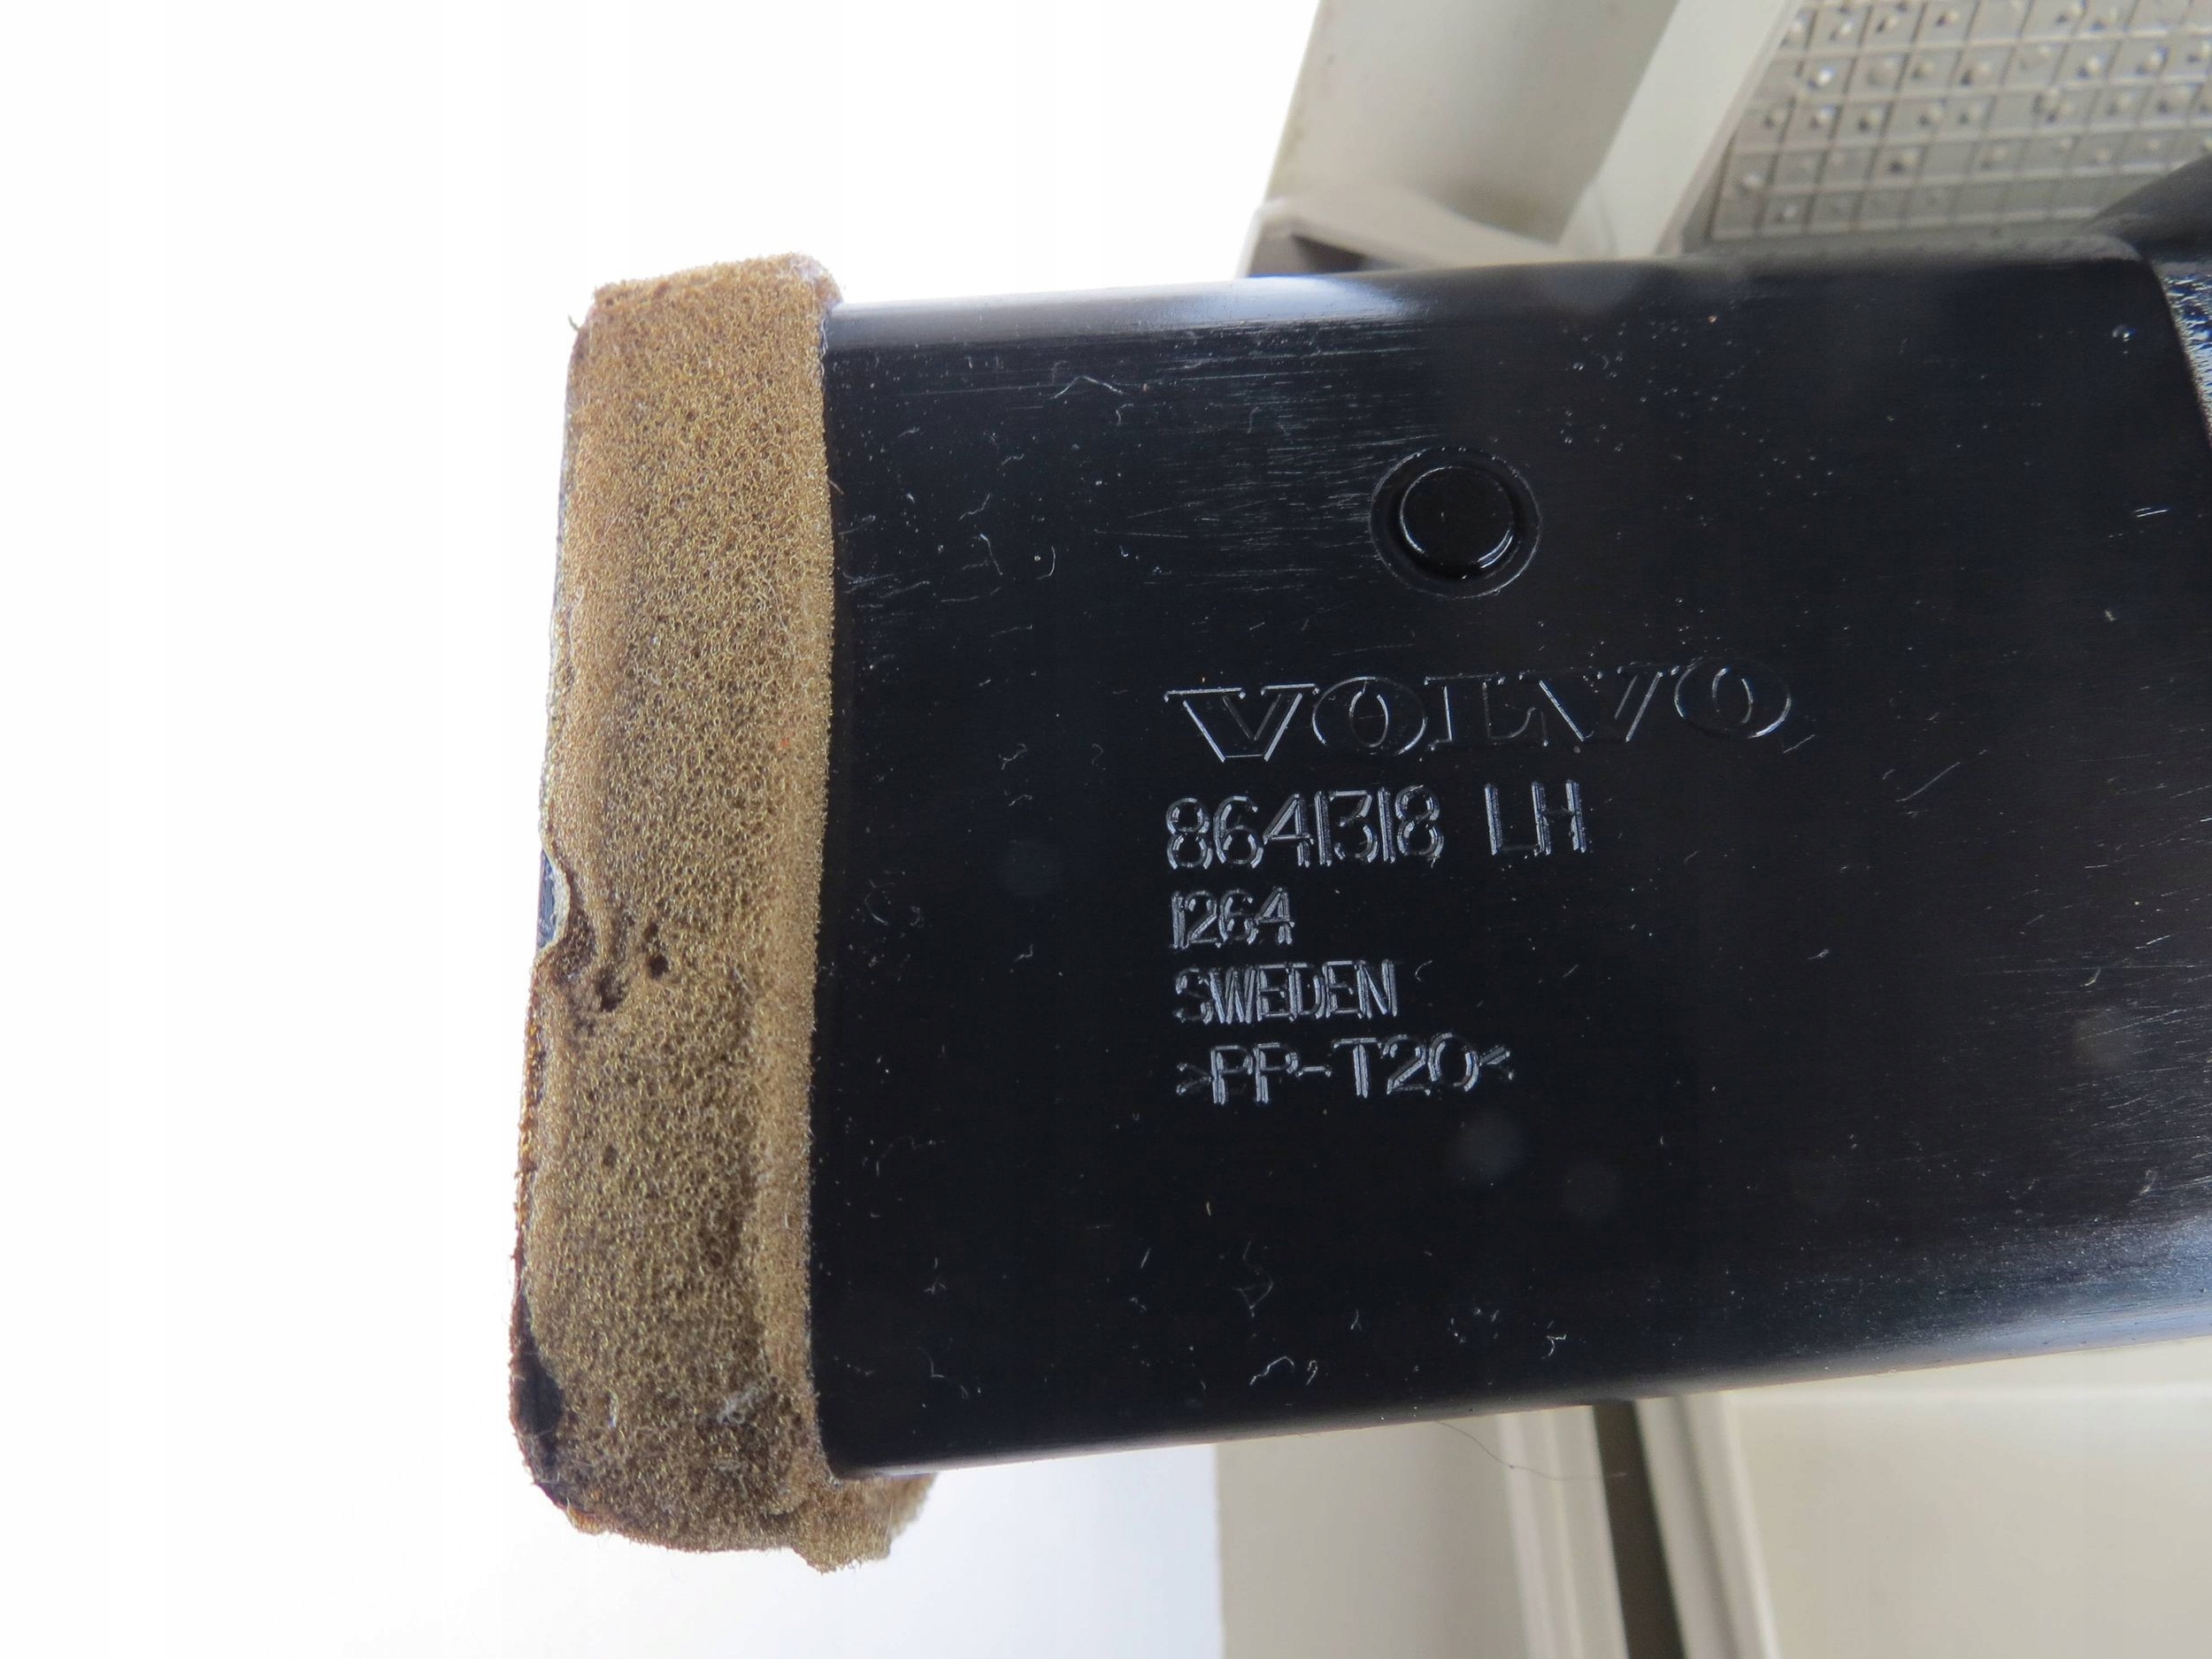 VOLVO
8641318 LH
1264
SWEDEN
>PP-T20<